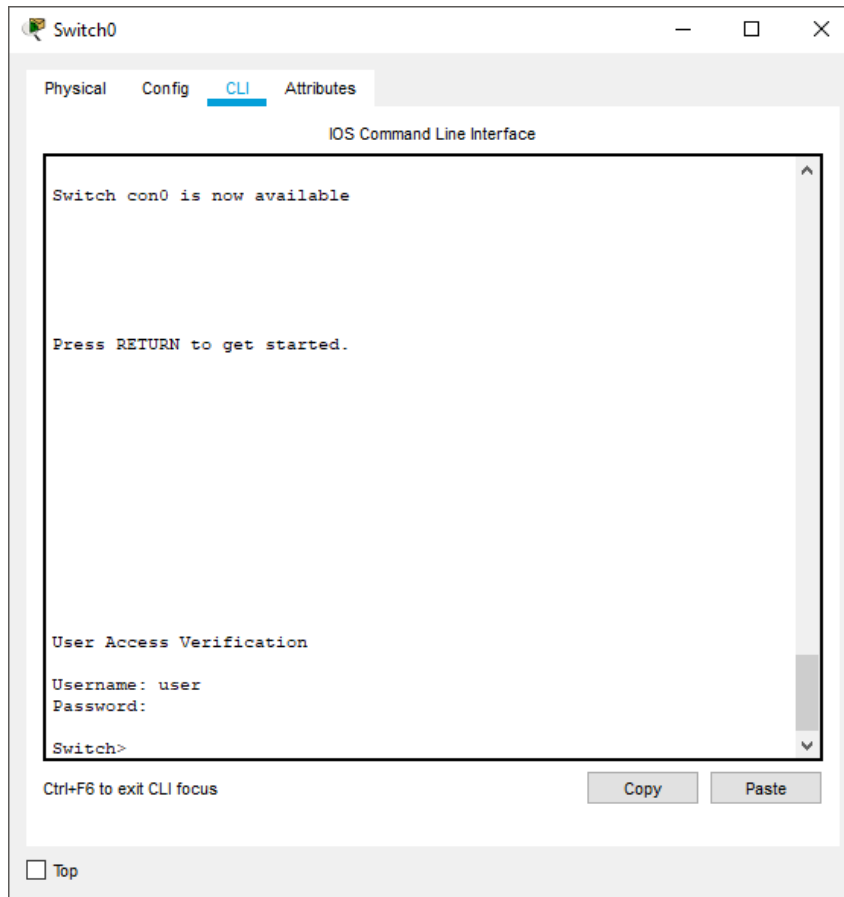 Switch0
Physical Config CLI Attributes
IOS Command Line Interface
Switch con0 is now available
Press RETURN to get started.
User Access Verification
Username: user
Password:
Switch>
Ctrl+F6 to exit CLI focus
Copy Paste
Top